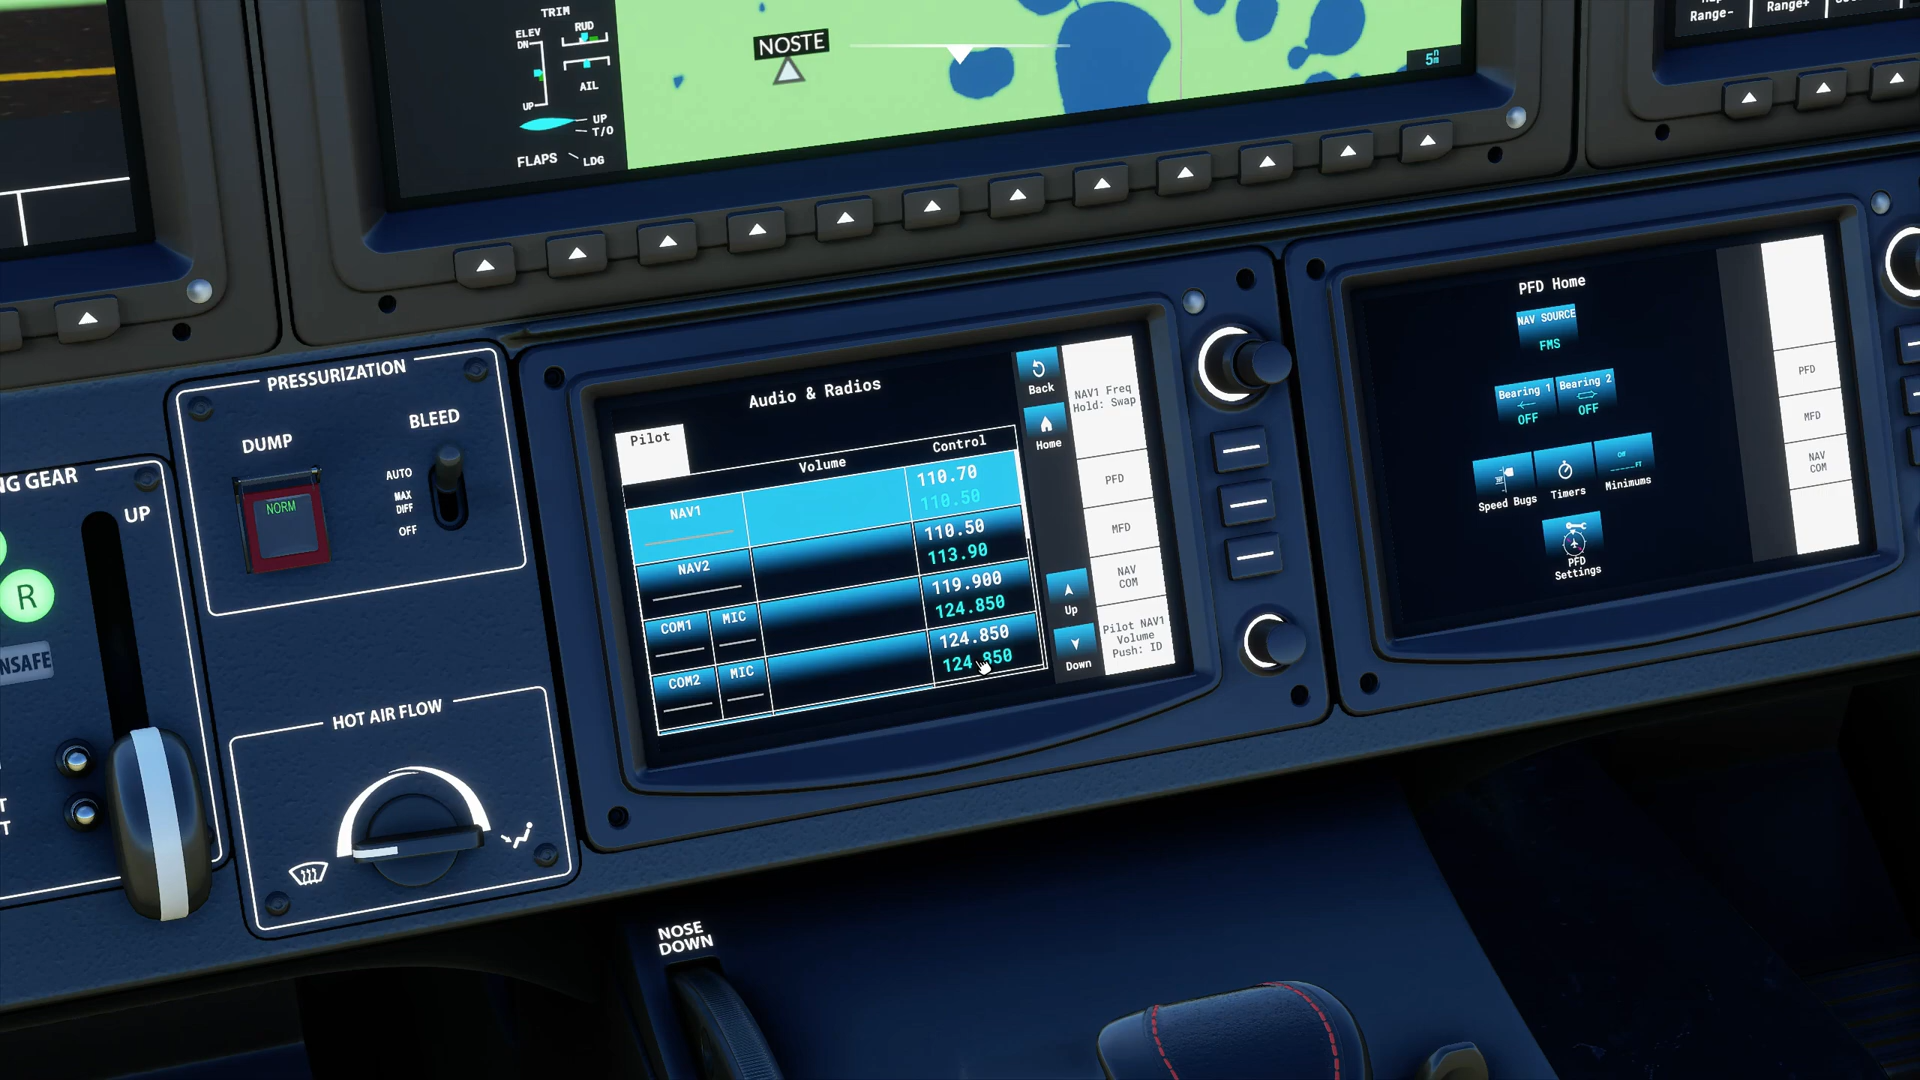 TRIM
ELEV
RUD
DN
AIL
UP
UP
T/O
FLAPS
LDG
NOSTE
5nm
Range-
Range+
PRESSURIZATION
DUMP
BLEED
NORM
AUTO
MAX
DIFF
OFF
NG GEAR
UP
R
NSAFE
HOT AIR FLOW
NOSE
DOWN
Audio & Radios
Pilot
Volume
Control
NAV1
110.70
110.50
NAV2
110.50
113.90
COM1
MIC
119.900
124.850
COM2
MIC
124.850
124.850
Back
Home
Up
Down
NAV1 Freq
Hold: Swap
PFD
MFD
NAV
COM
Pilot NAV1
Volume
Push: ID
PFD Home
NAV SOURCE
FMS
Bearing 1
OFF
Bearing 2
OFF
Speed Bugs
Timers
Off
FT
Minimums
PFD
Settings
PFD
MFD
NAV
COM